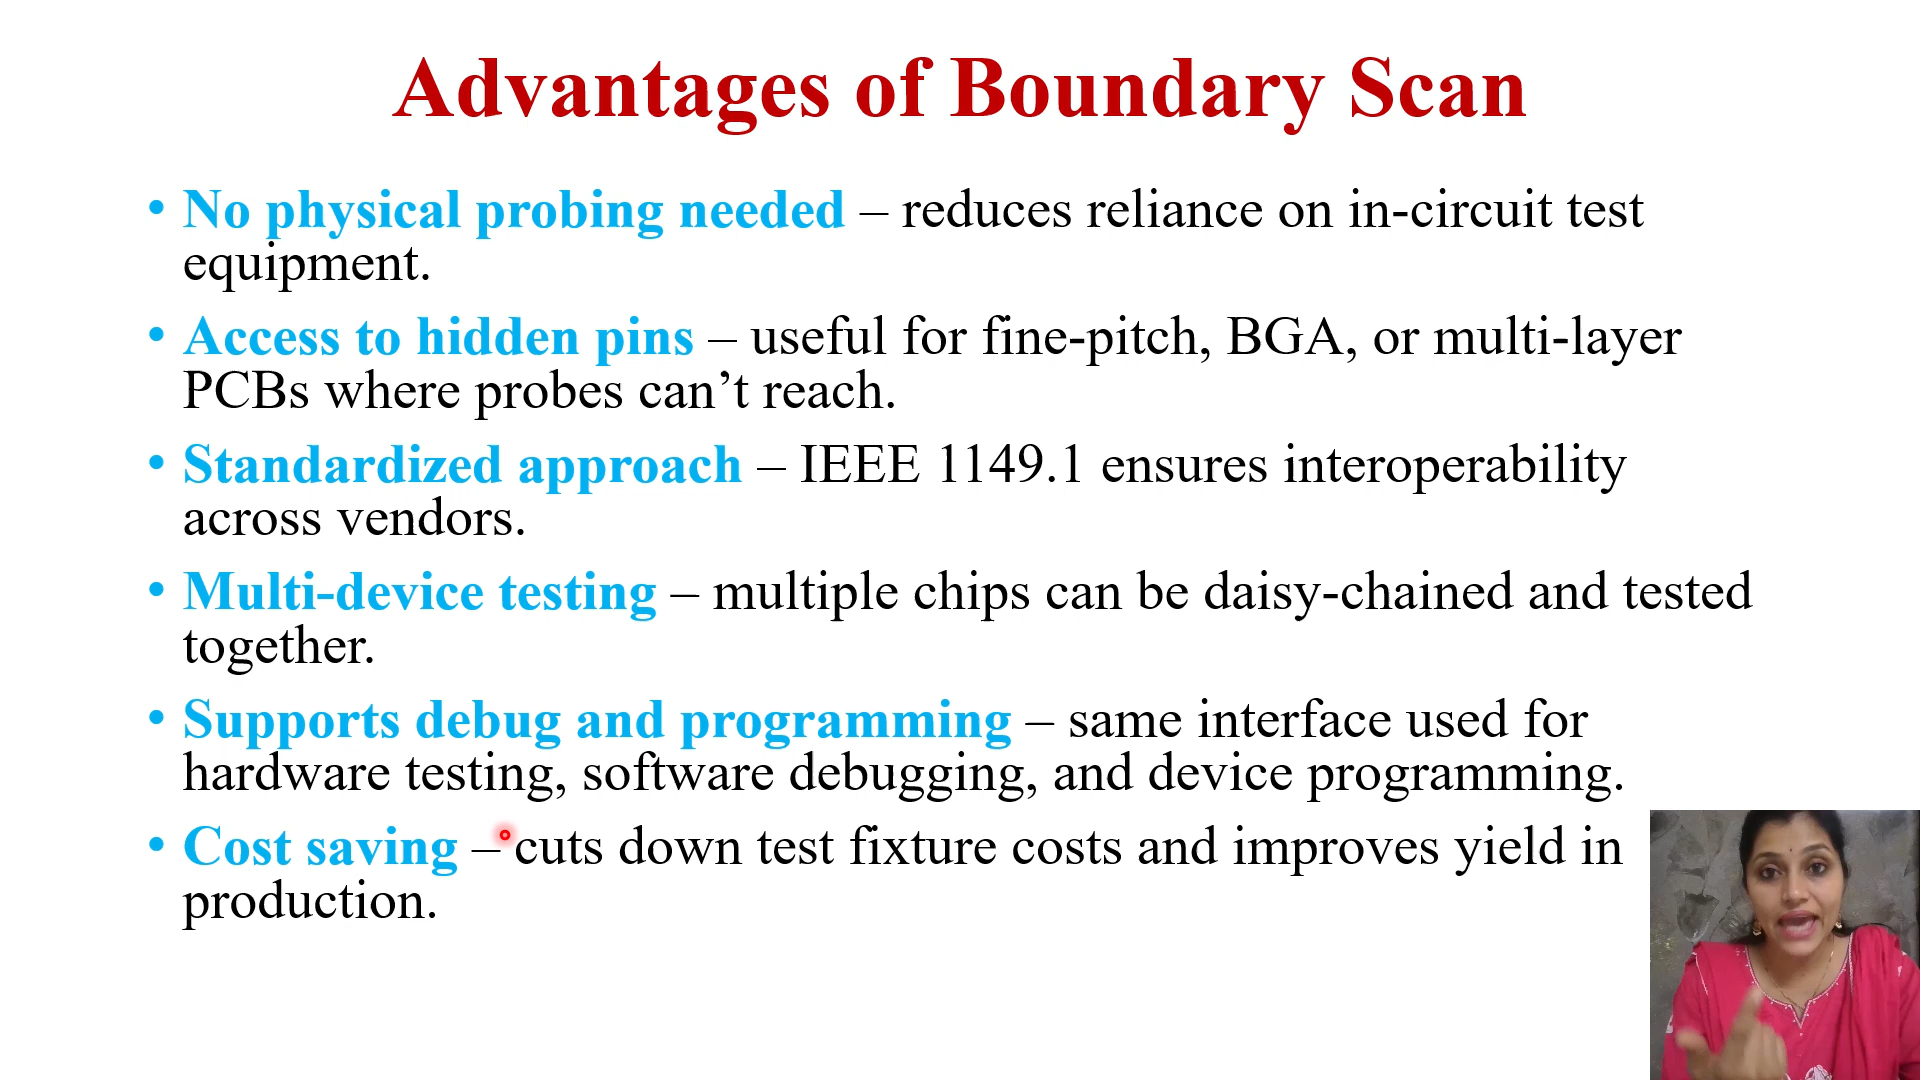 Advantages of Boundary Scan
• No physical probing needed – reduces reliance on in-circuit test
equipment.
• Access to hidden pins – useful for fine-pitch, BGA, or multi-layer
PCBs where probes can’t reach.
• Standardized approach – IEEE 1149.1 ensures interoperability
across vendors.
• Multi-device testing – multiple chips can be daisy-chained and tested
together.
• Supports debug and programming – same interface used for
hardware testing, software debugging, and device programming.
• Cost saving – cuts down test fixture costs and improves yield in
production.